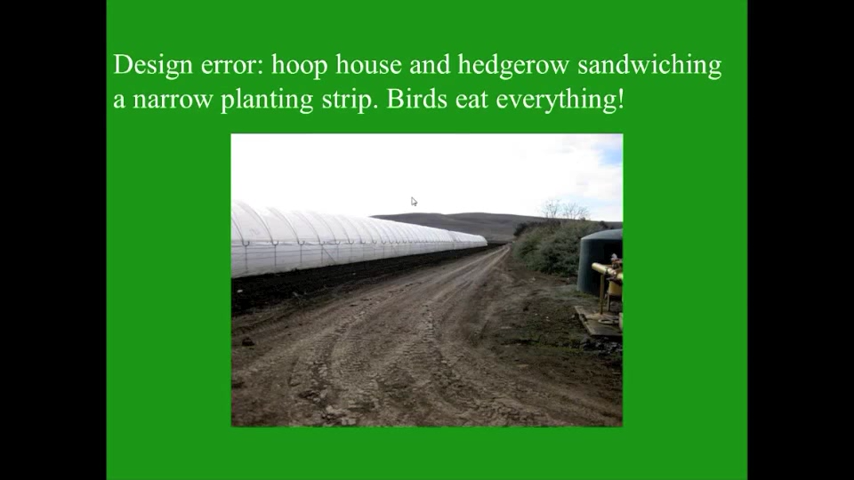 Design error: hoop house and hedgerow sandwiching
a narrow planting strip. Birds eat everything!